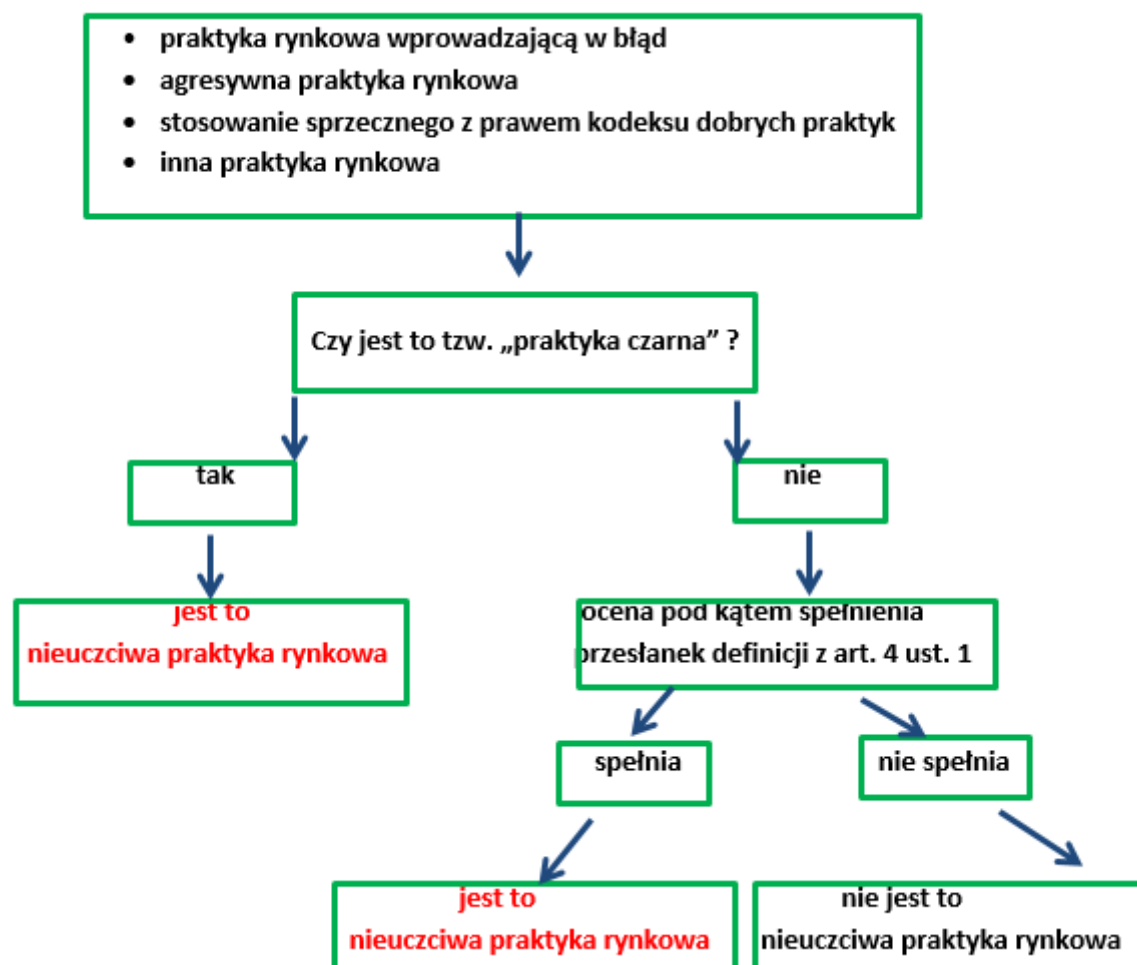 • praktyka rynkowa wprowadzającą w błąd
• agresywna praktyka rynkowa
• stosowanie sprzecznego z prawem kodeksu dobrych praktyk
• inna praktyka rynkowa
Czy jest to tzw. „praktyka czarna” ?
tak
nie
jest to
nieuczciwa praktyka rynkowa
ocena pod kątem spełnienia
przesłanek definicji z art. 4 ust. 1
spełnia
nie spełnia
jest to
nieuczciwa praktyka rynkowa
nie jest to
nieuczciwa praktyka rynkowa